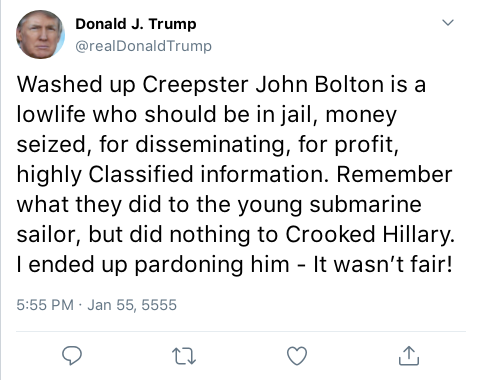 Donald J. Trump
@realDonaldTrump
Washed up Creepster John Bolton is a
lowlife who should be in jail, money
seized, for disseminating, for profit,
highly Classified information. Remember
what they did to the young submarine
sailor, but did nothing to Crooked Hillary.
I ended up pardoning him - It wasn’t fair!
5:55 PM · Jan 55, 5555